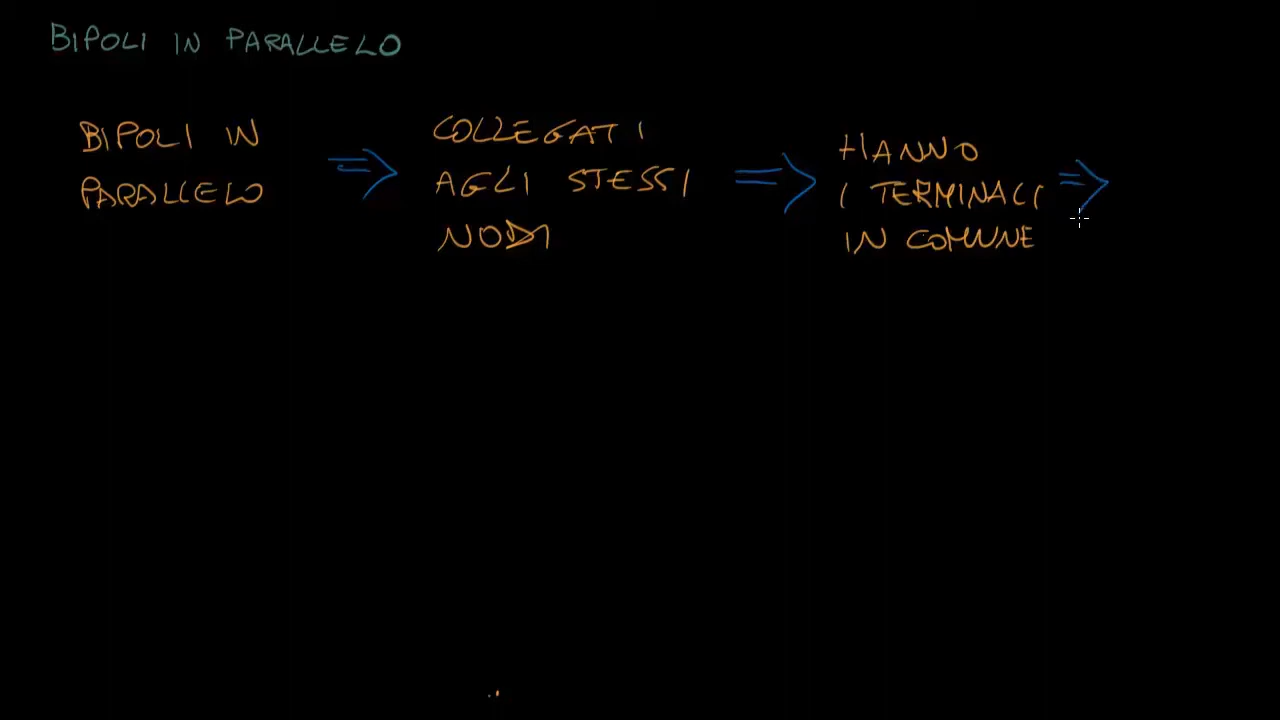 BIPOLI IN PARALLELO
BIPOLI IN
PARALLELO
⇒
COLLEGATI
AGLI STESSI
NODI
⇒
HANNO
I TERMINALI
IN COMUNE
⇒